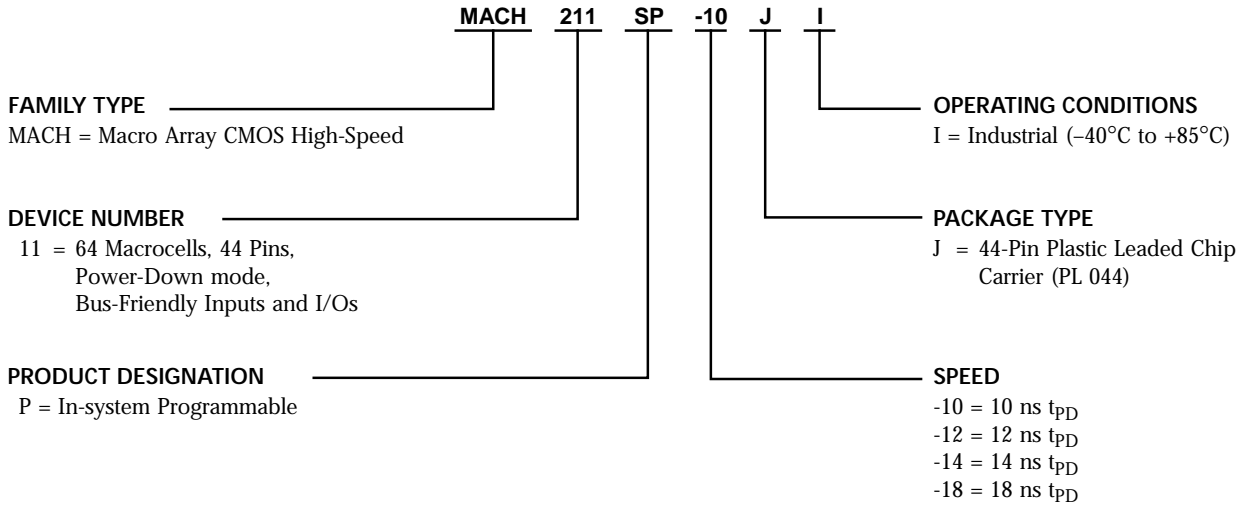 MACH 211 SP -10 J I
FAMILY TYPE
MACH = Macro Array CMOS High-Speed
DEVICE NUMBER
11 = 64 Macrocells, 44 Pins,
Power-Down mode,
Bus-Friendly Inputs and I/Os
PRODUCT DESIGNATION
P = In-system Programmable
OPERATING CONDITIONS
I = Industrial (–40°C to +85°C)
PACKAGE TYPE
J = 44-Pin Plastic Leaded Chip
Carrier (PL 044)
SPEED
-10 = 10 ns tPD
-12 = 12 ns tPD
-14 = 14 ns tPD
-18 = 18 ns tPD